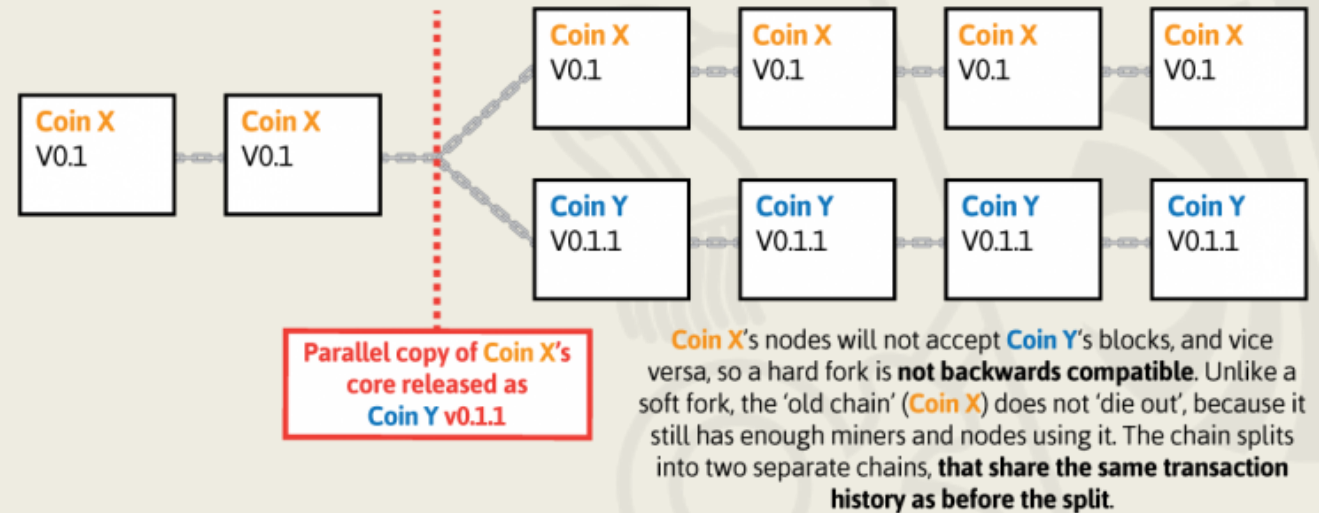 Coin X
V0.1
Coin X
V0.1
Coin X
V0.1
Coin X
V0.1
Coin X
V0.1
Coin X
V0.1
Coin Y
V0.1.1
Coin Y
V0.1.1
Coin Y
V0.1.1
Coin Y
V0.1.1
Parallel copy of Coin X's
core released as
Coin Y v0.1.1
Coin X's nodes will not accept Coin Y's blocks, and vice
versa, so a hard fork is not backwards compatible. Unlike a
soft fork, the 'old chain' (Coin X) does not 'die out', because it
still has enough miners and nodes using it. The chain splits
into two separate chains, that share the same transaction
history as before the split.